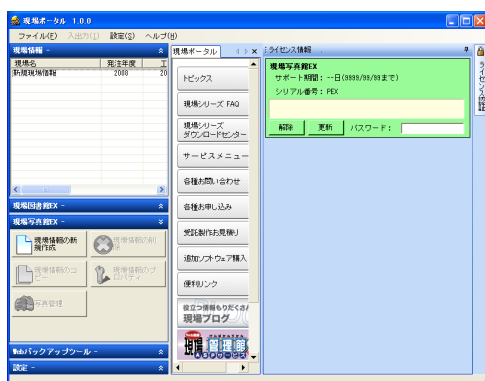 現場ポータル 1.0.0
ファイル(F) 入出力(I) 設定(S) ヘルプ(H)
現場情報 -
現場名 発注年度 工
新規現場情報 2008 20
現場図書館EX -
現場写真館EX -
現場情報の新規作成
現場情報の削除
現場情報のコピー
現場情報のプロパティ
写真管理
Webバックアップツール -
設定 -
現場ポータル
トピックス
現場シリーズ FAQ
現場シリーズ
ダウンロードセンター
サービスメニュー
各種お問い合わせ
各種お申し込み
受託製作お見積り
追加ソフトウェア購入
便利リンク
役立つ情報もりだくさん
現場ブログ
現場管理館
ASPサービス
ライセンス情報
現場写真館EX
サポート期間： --日(9999/99/99まで)
シリアル番号： PEX
解除 更新 パスワード：
ライセンス認証